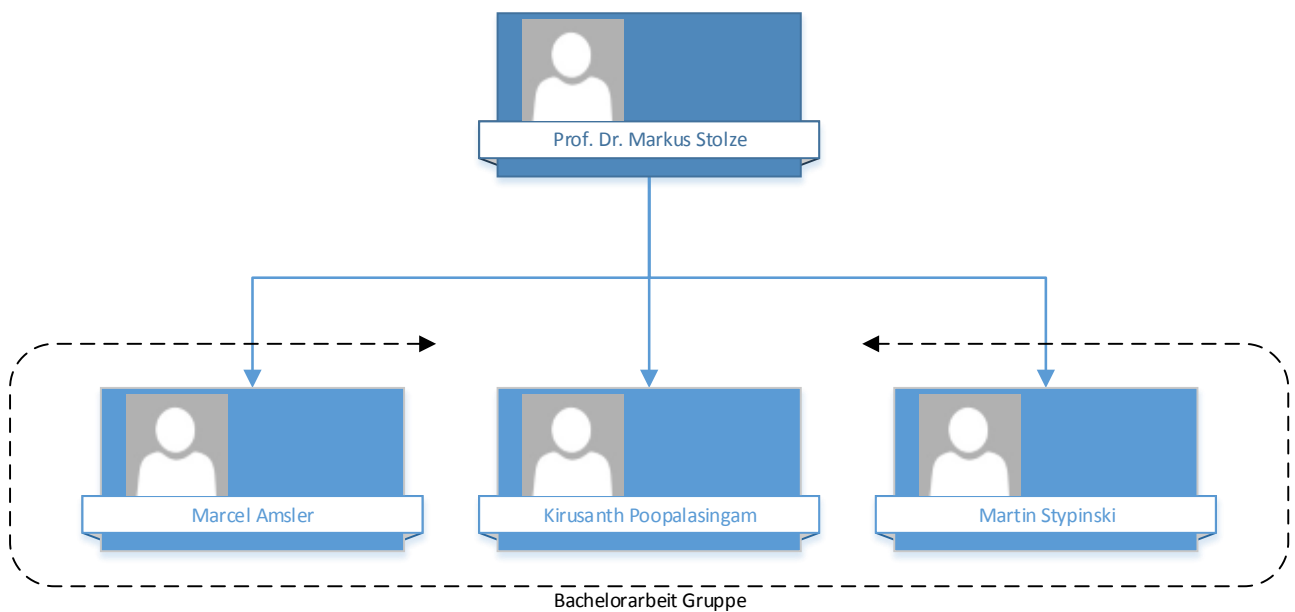 Prof. Dr. Markus Stolze
Marcel Amsler
Kirusanth Poopalasingam
Martin Stypinski
Bachelorarbeit Gruppe